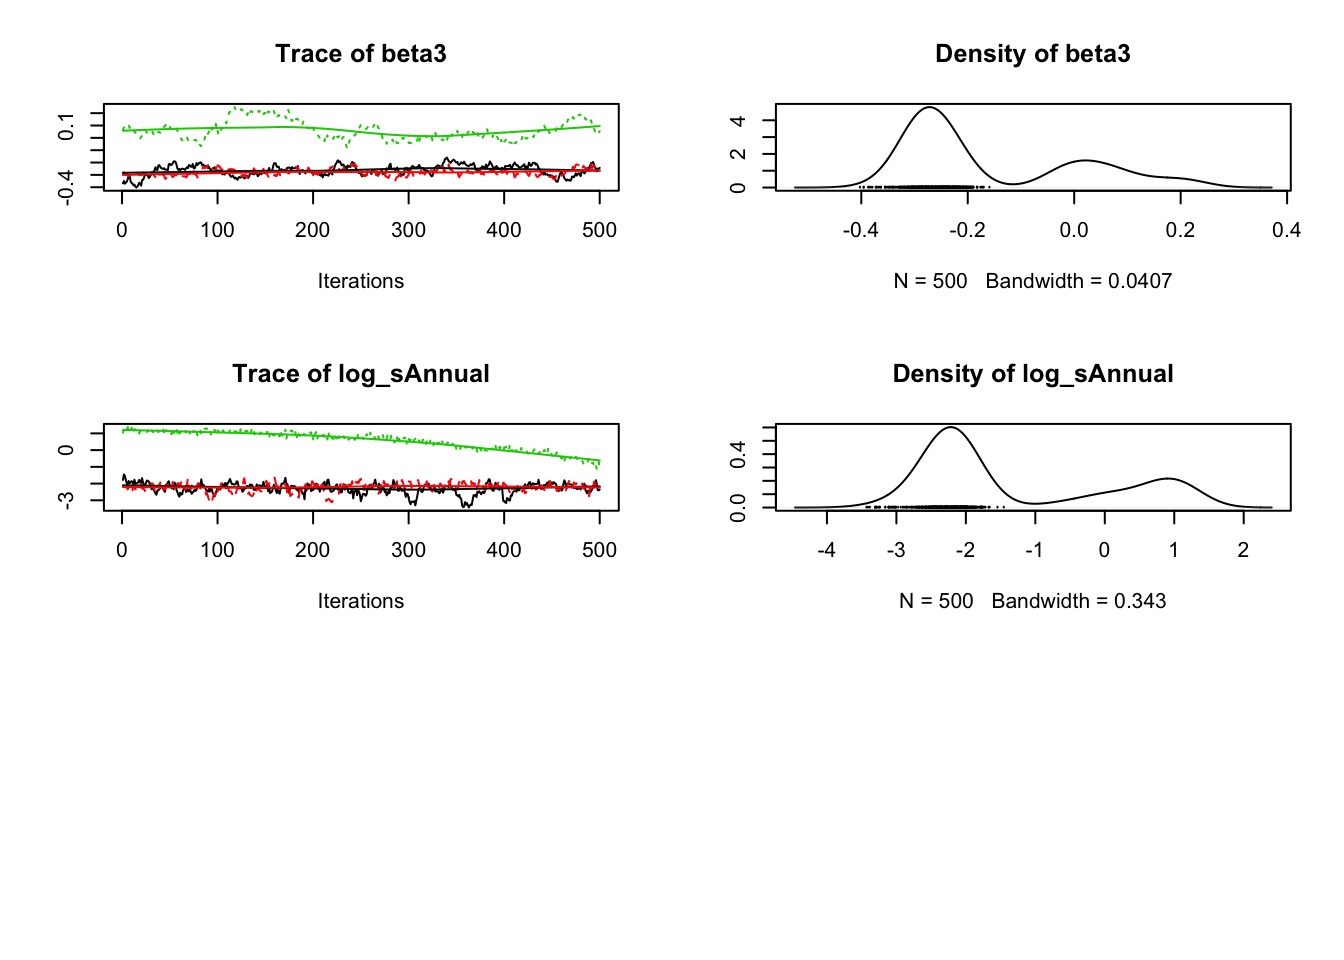 Trace of beta3
0.1
-0.4
0 100 200 300 400 500
Iterations
Density of beta3
4
2
0
-0.4 -0.2 0.0 0.2 0.4
N = 500 Bandwidth = 0.0407
Trace of log_sAnnual
0
-3
0 100 200 300 400 500
Iterations
Density of log_sAnnual
0.4
0.0
-4 -3 -2 -1 0 1 2
N = 500 Bandwidth = 0.343